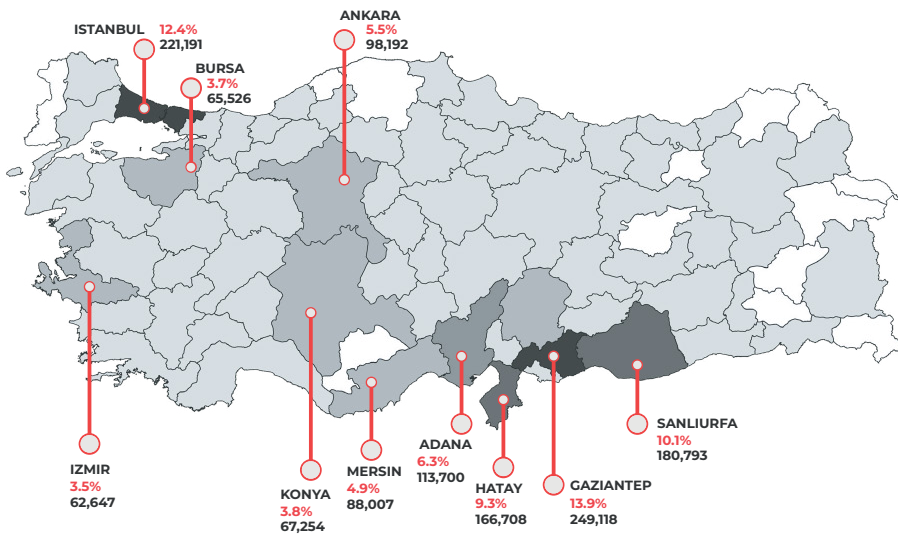 ISTANBUL 12.4%
221,191
ANKARA
5.5%
98,192
BURSA
3.7%
65,526
IZMIR
3.5%
62,647
KONYA
3.8%
67,254
MERSIN
4.9%
88,007
ADANA
6.3%
113,700
HATAY
9.3%
166,708
GAZIANTEP
13.9%
249,118
SANLIURFA
10.1%
180,793